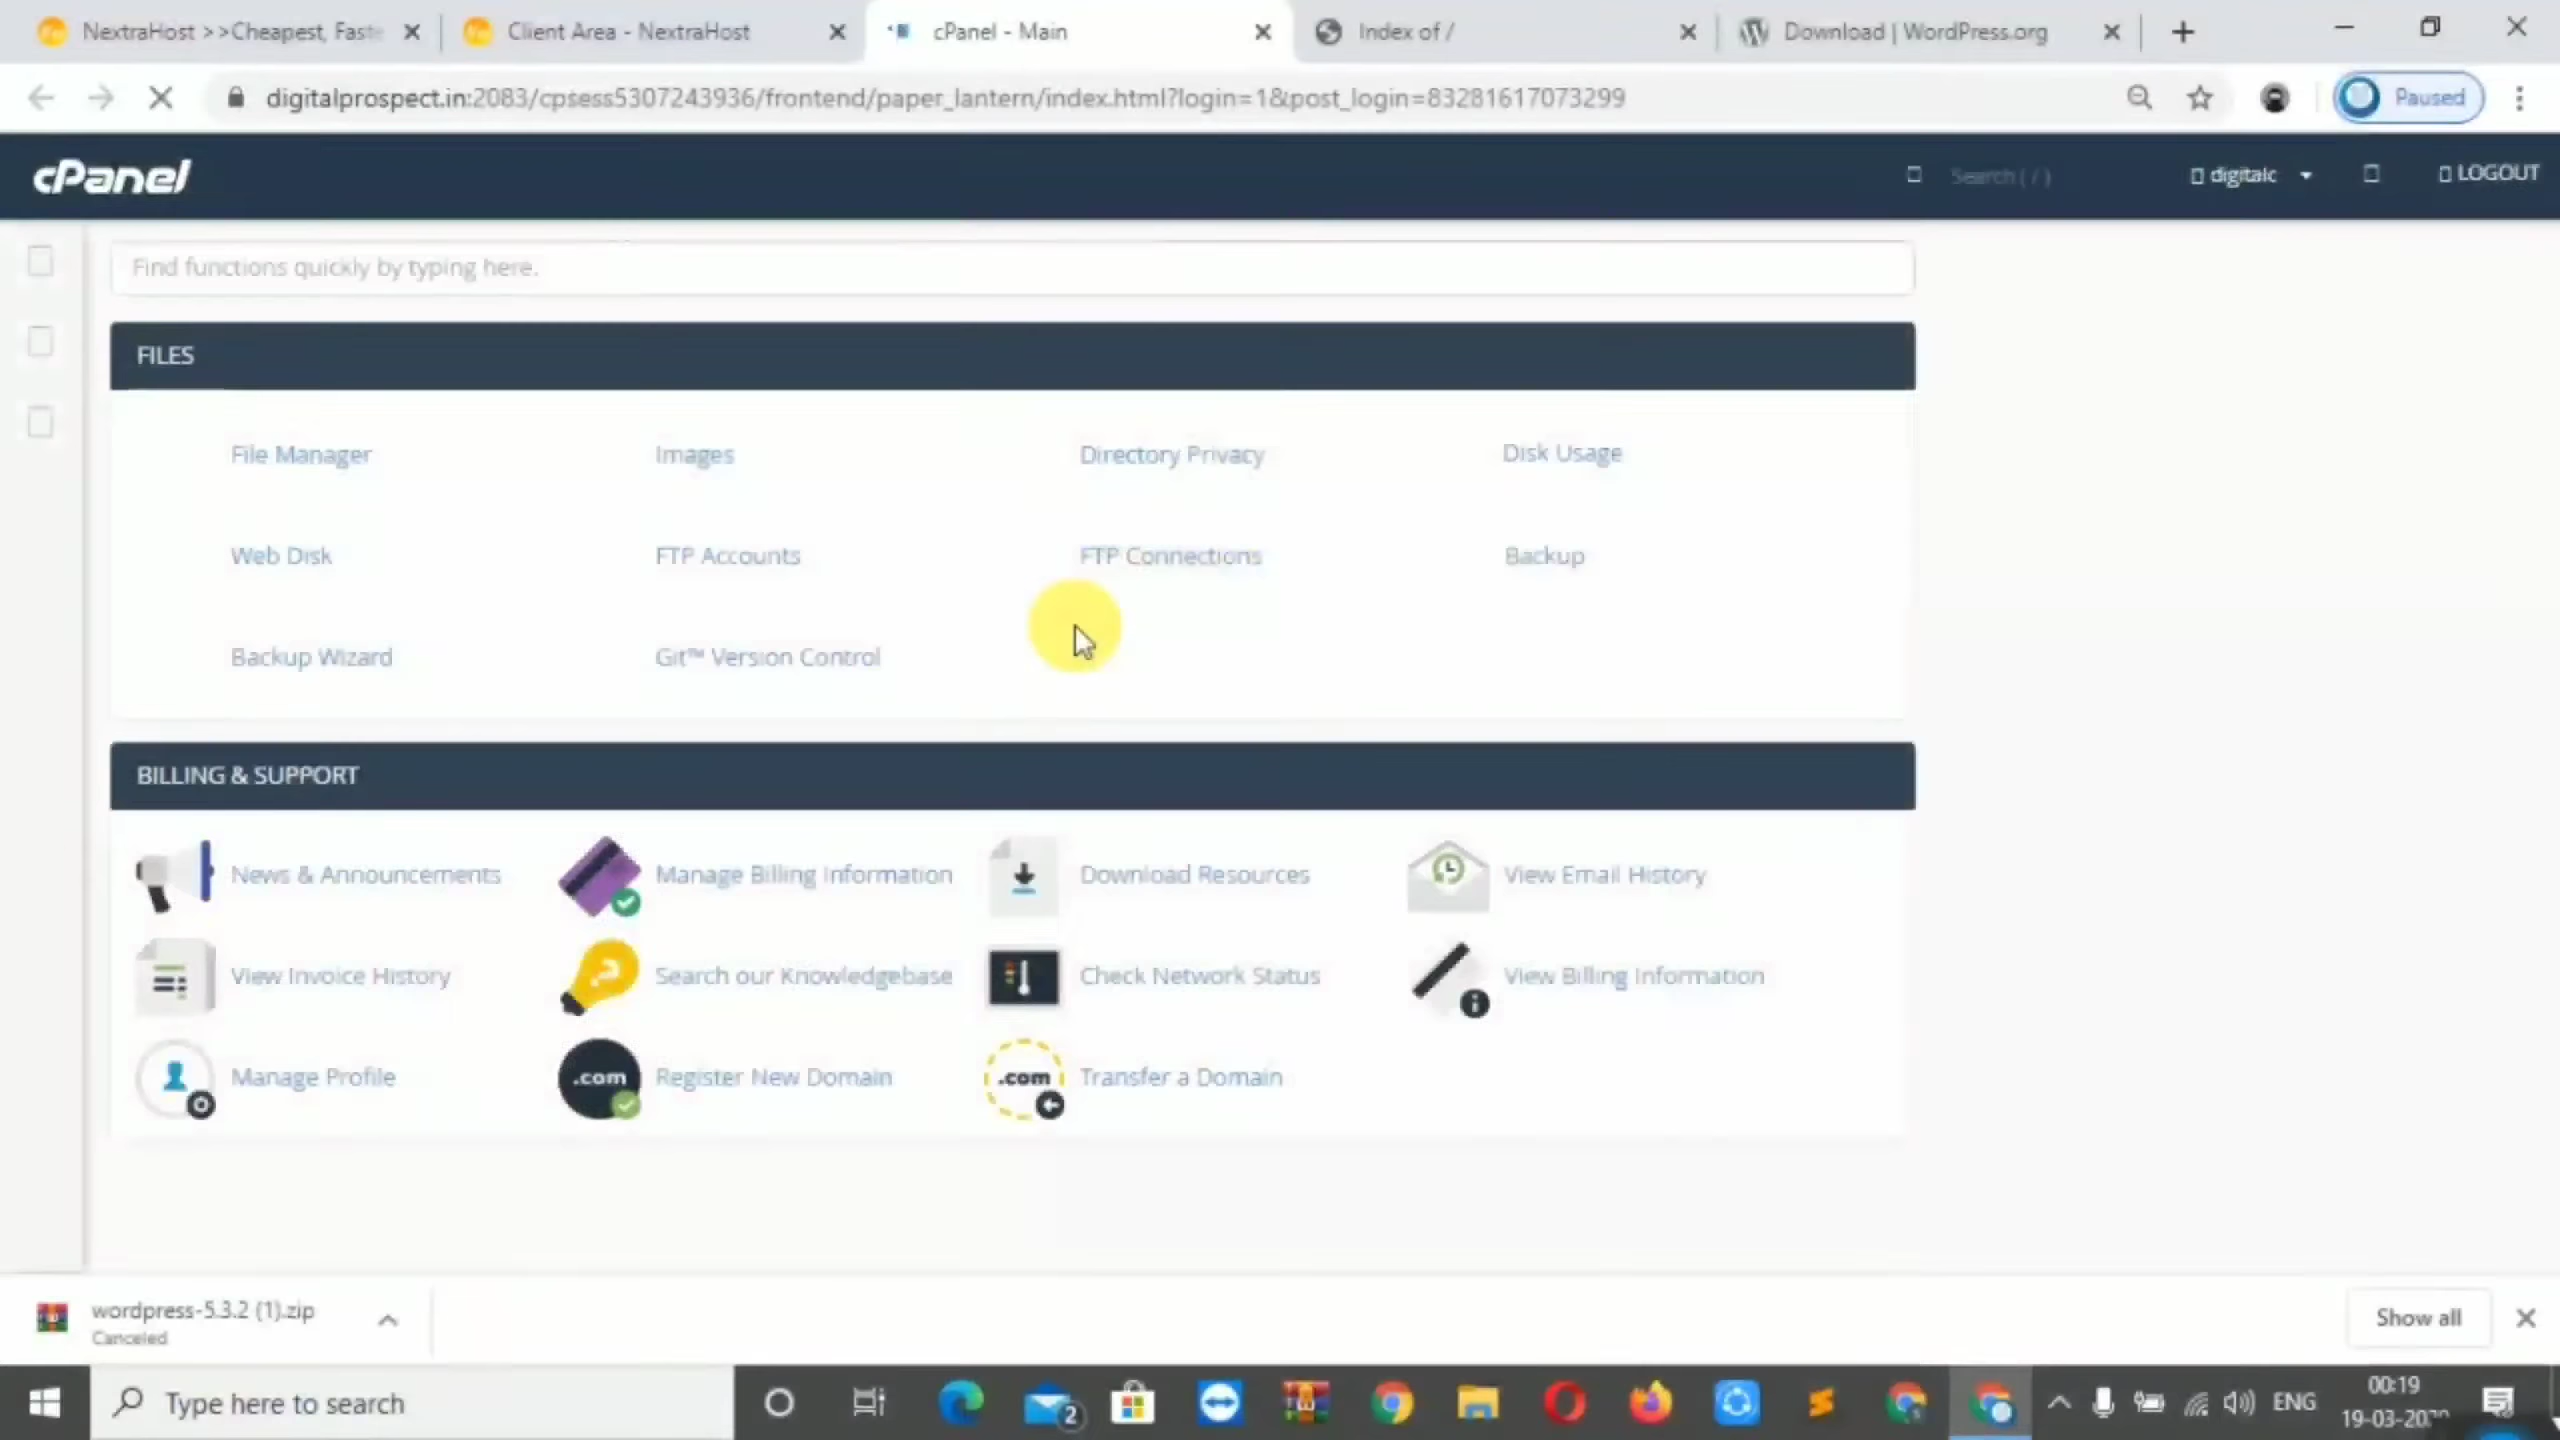 NextraHost >>Cheapest, Faste
Client Area - NextraHost
cPanel - Main
Index of /
Download | WordPress.org
digitalprospect.in:2083/cpsess5307243936/frontend/paper_lantern/index.html?login=1&post_login=83281617073299
Paused
cPanel
Search ( / )
digitalc
LOGOUT
Find functions quickly by typing here.
FILES
File Manager
Images
Directory Privacy
Disk Usage
Web Disk
FTP Accounts
FTP Connections
Backup
Backup Wizard
Git™ Version Control
BILLING & SUPPORT
News & Announcements
Manage Billing Information
Download Resources
View Email History
View Invoice History
Search our Knowledgebase
Check Network Status
View Billing Information
Manage Profile
.com
Register New Domain
.com
Transfer a Domain
wordpress-5.3.2 (1).zip
Canceled
Show all
Type here to search
2
ENG
00:19